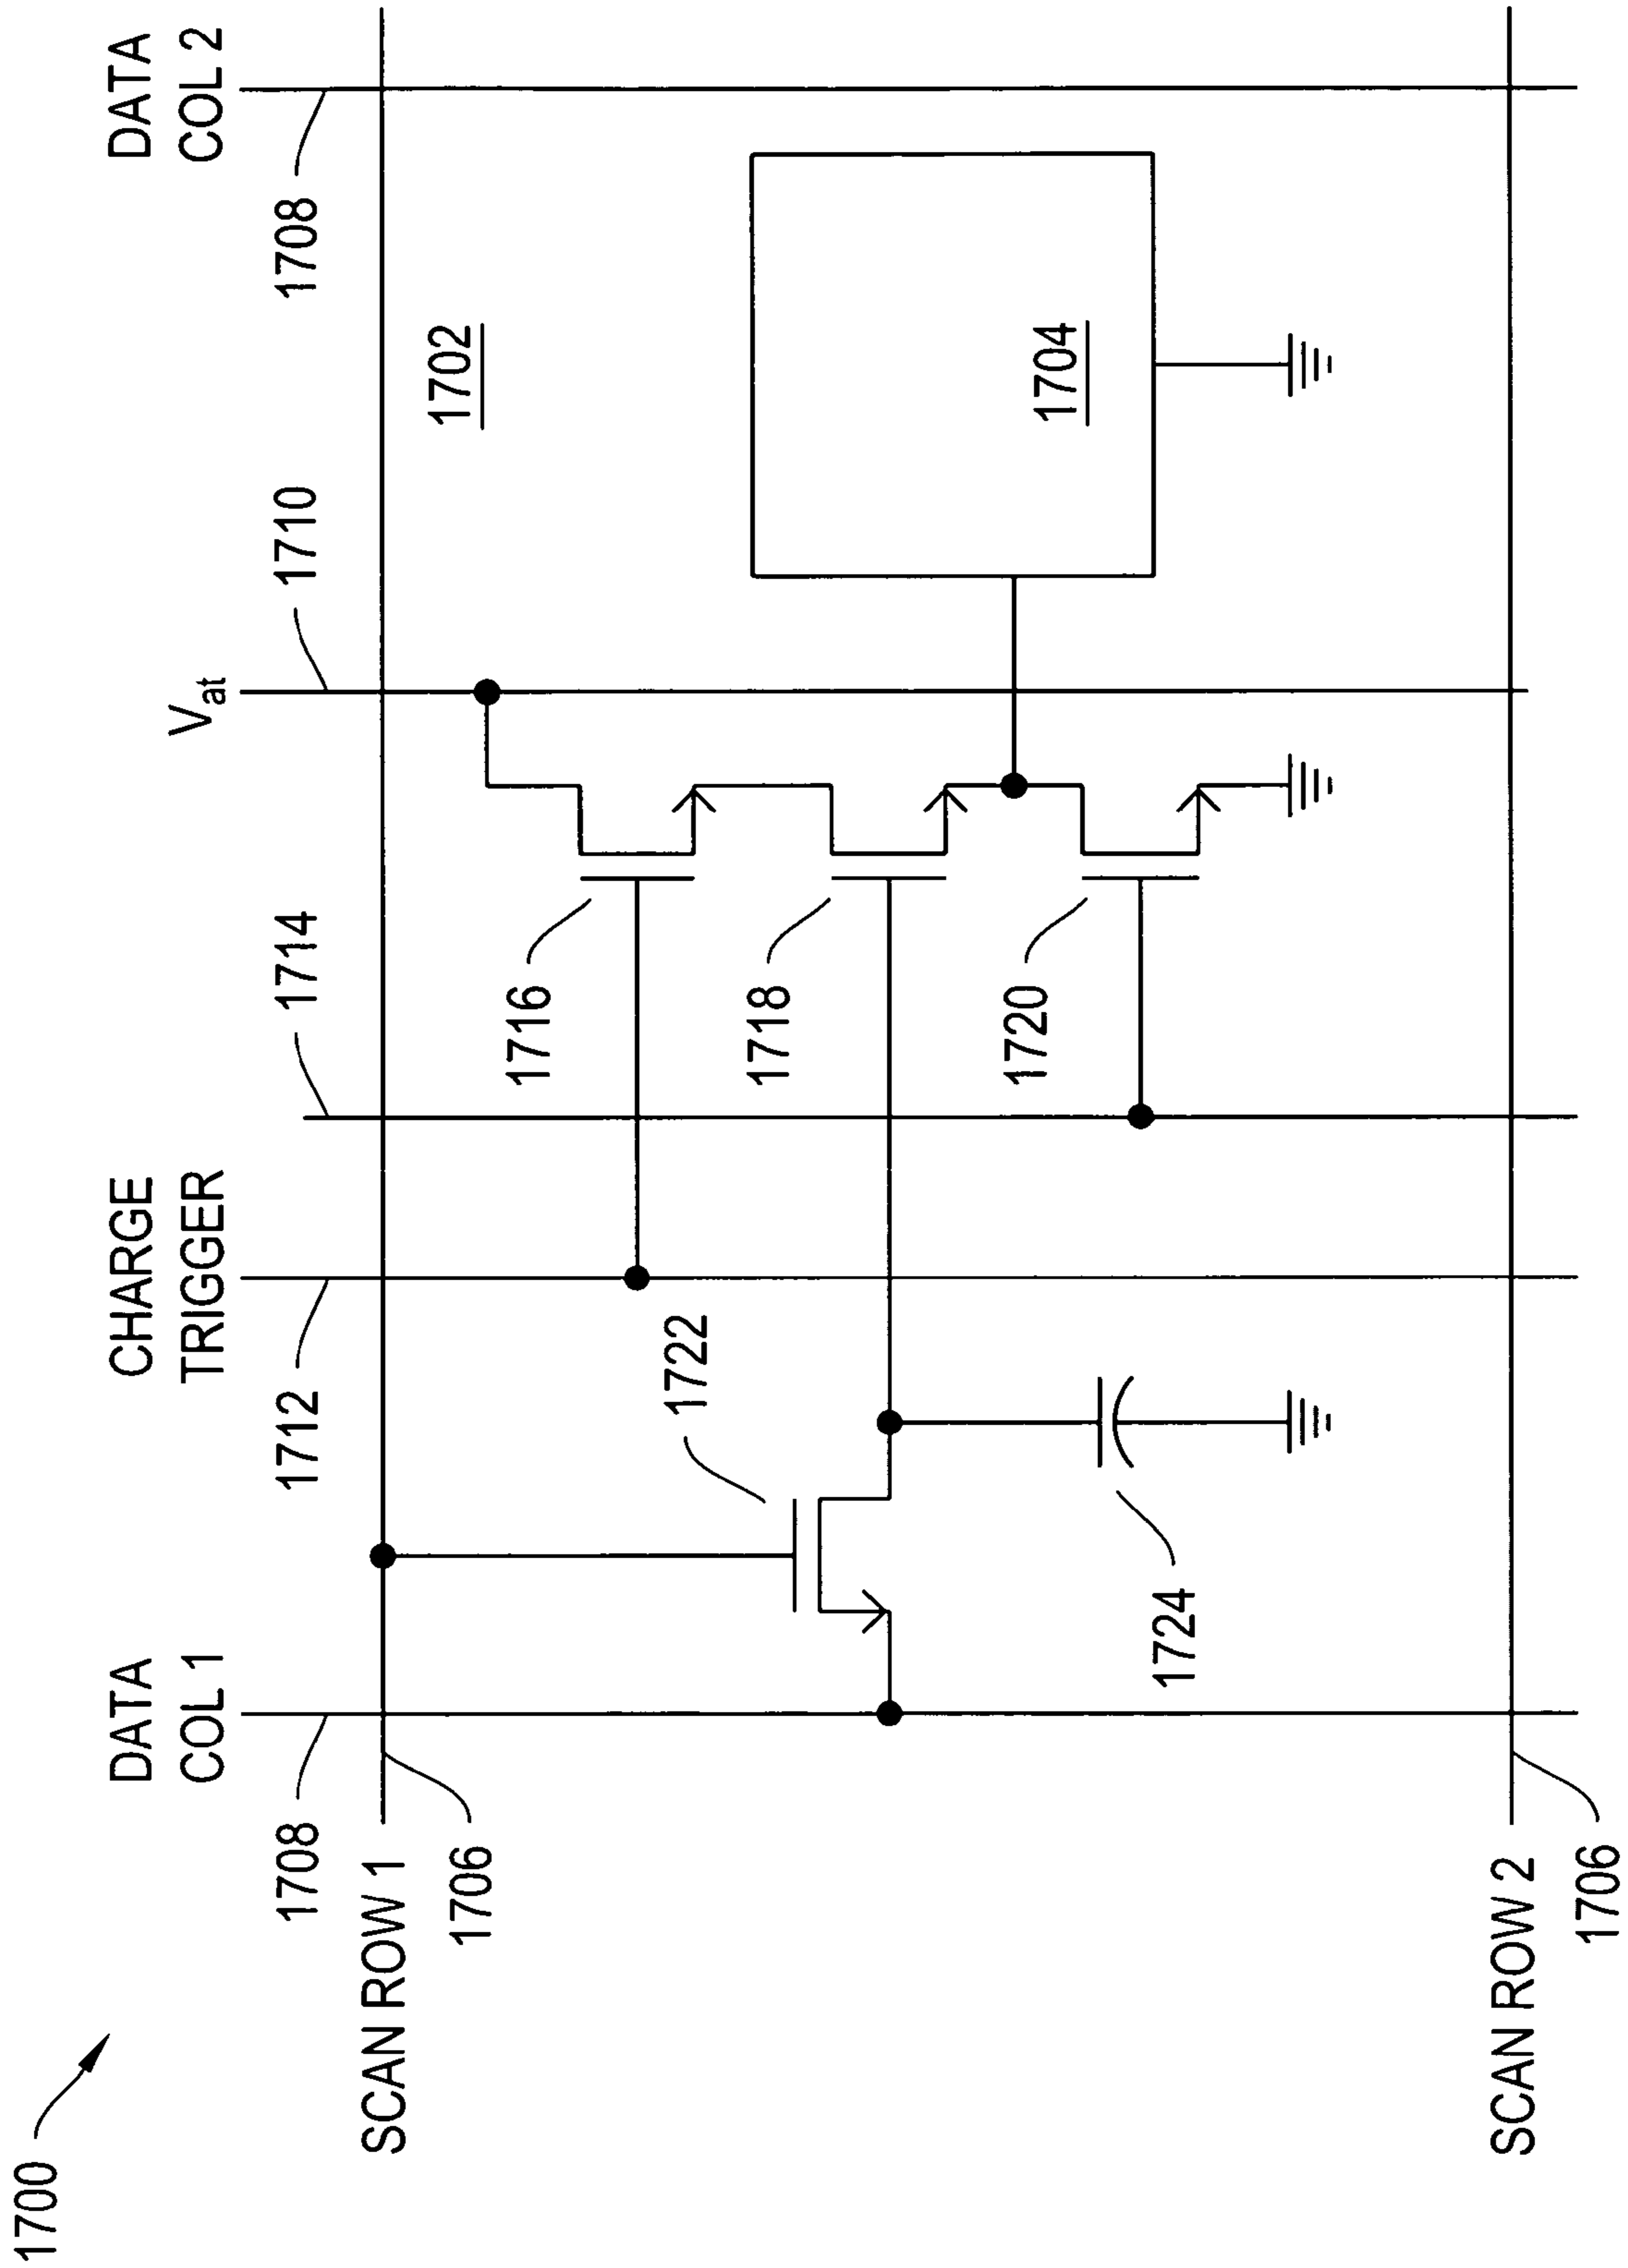 1700
DATA
COL 1
CHARGE
TRIGGER
V_at
DATA
COL 2
1708
1712
1714
1710
1708
SCAN ROW 1
1706
1702
1716
1722
1718
1720
1704
1724
SCAN ROW 2
1706